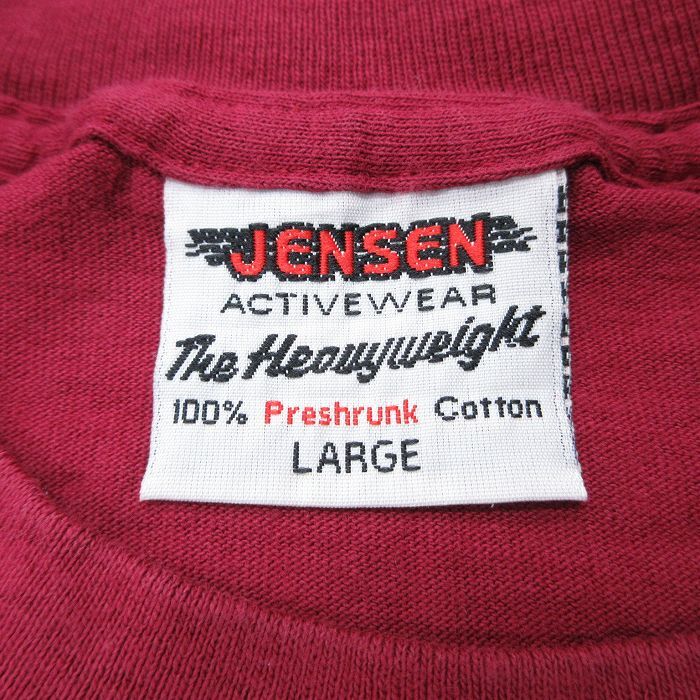 JENSEN
ACTIVEWEAR
The Heavyweight
100% Preshrunk Cotton
LARGE